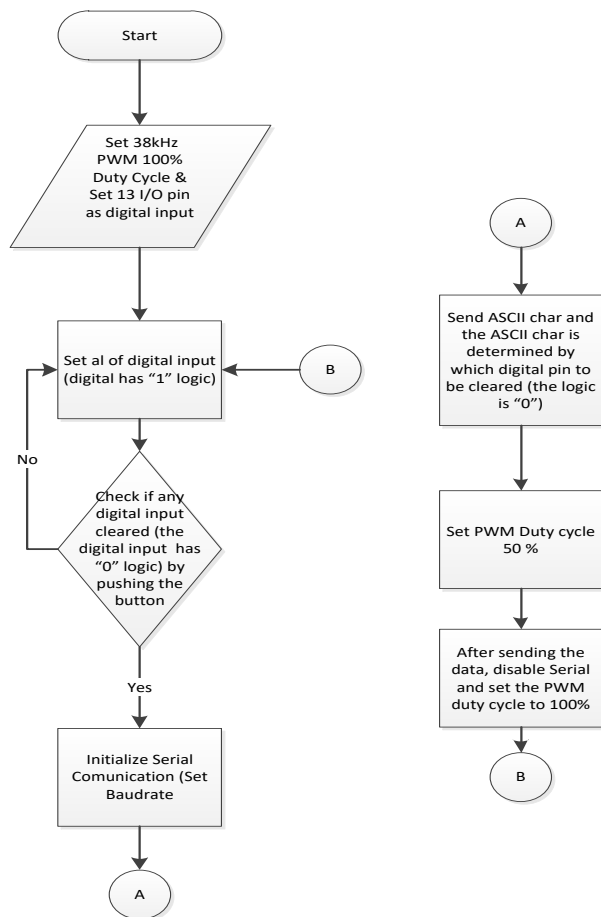 Start
Set 38kHz
PWM 100%
Duty Cycle &
Set 13 I/O pin
as digital input
Set al of digital input
(digital has “1” logic)
B
No
Check if any
digital input
cleared (the
digital input has
“0” logic) by
pushing the
button
Yes
Initialize Serial
Comunication (Set
Baudrate
A
A
Send ASCII char and
the ASCII char is
determined by
which digital pin to
be cleared (the logic
is “0”)
Set PWM Duty cycle
50 %
After sending the
data, disable Serial
and set the PWM
duty cycle to 100%
B